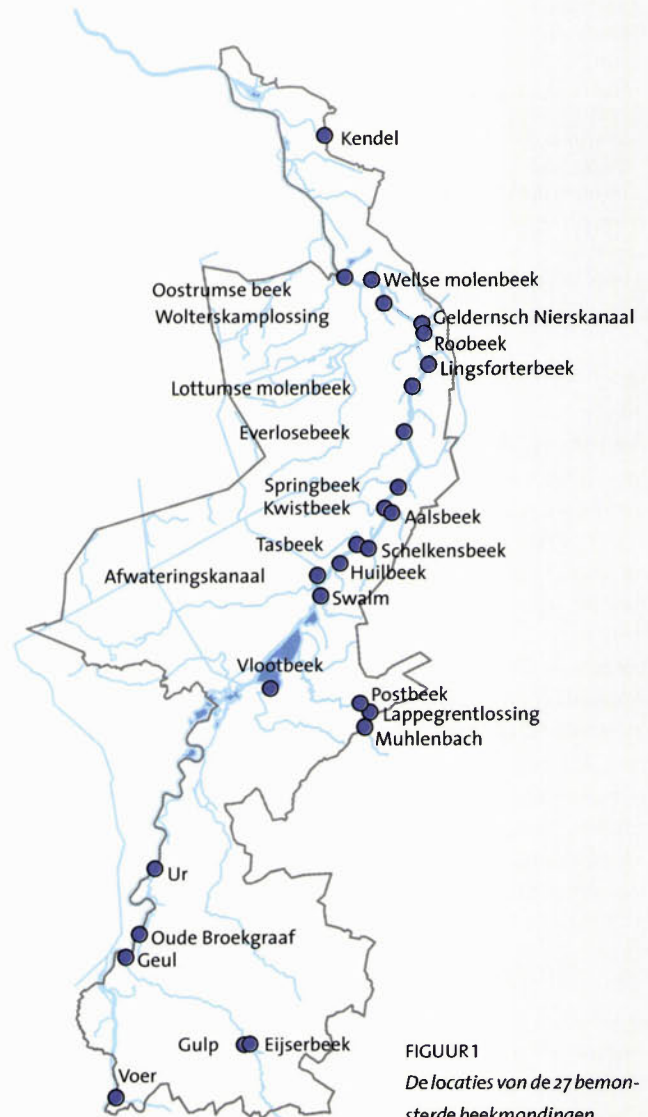 Kendel
Wellse molenbeek
Oostrumse beek
Wolterskamplossing
Geldernsch Nierskanaal
Roobeek
Lingsforterbeek
Lottumse molenbeek
Everlosebeek
Springbeek
Kwistbeek
Aalsbeek
Tasbeek
Schelkensbeek
Huilbeek
Afwateringskanaal
Swalm
Vlootbeek
Postbeek
Lappegrentlossing
Muhlenbach
Ur
Oude Broekgraaf
Geul
Gulp
Eijserbeek
Voer
FIGUUR 1
De locaties von de 27 bemon-
sterde beekmondingen